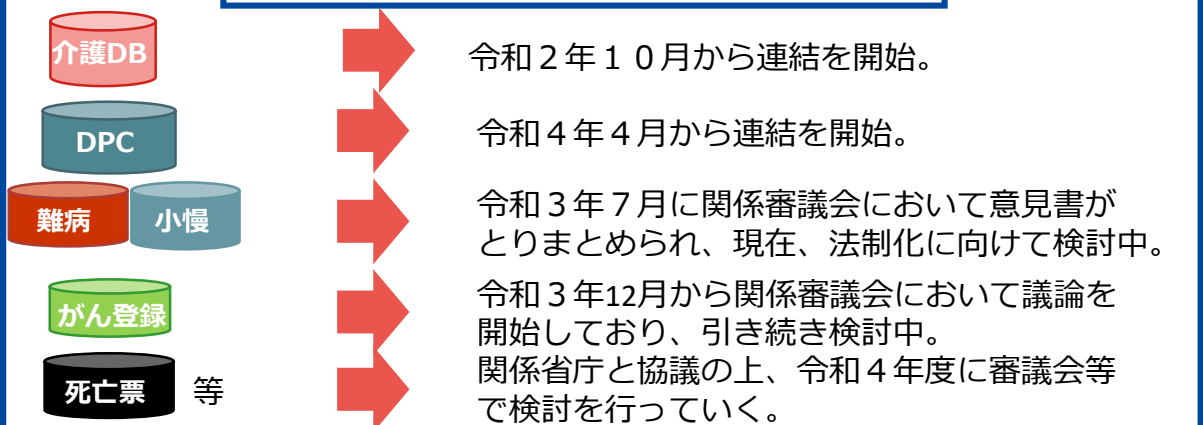 介護DB
令和２年１０月から連結を開始。
DPC
令和４年４月から連結を開始。
難病 小慢
令和３年７月に関係審議会において意見書が
とりまとめられ、現在、法制化に向けて検討中。
がん登録
令和３年12月から関係審議会において議論を
開始しており、引き続き検討中。
死亡票 等
関係省庁と協議の上、令和４年度に審議会等
で検討を行っていく。